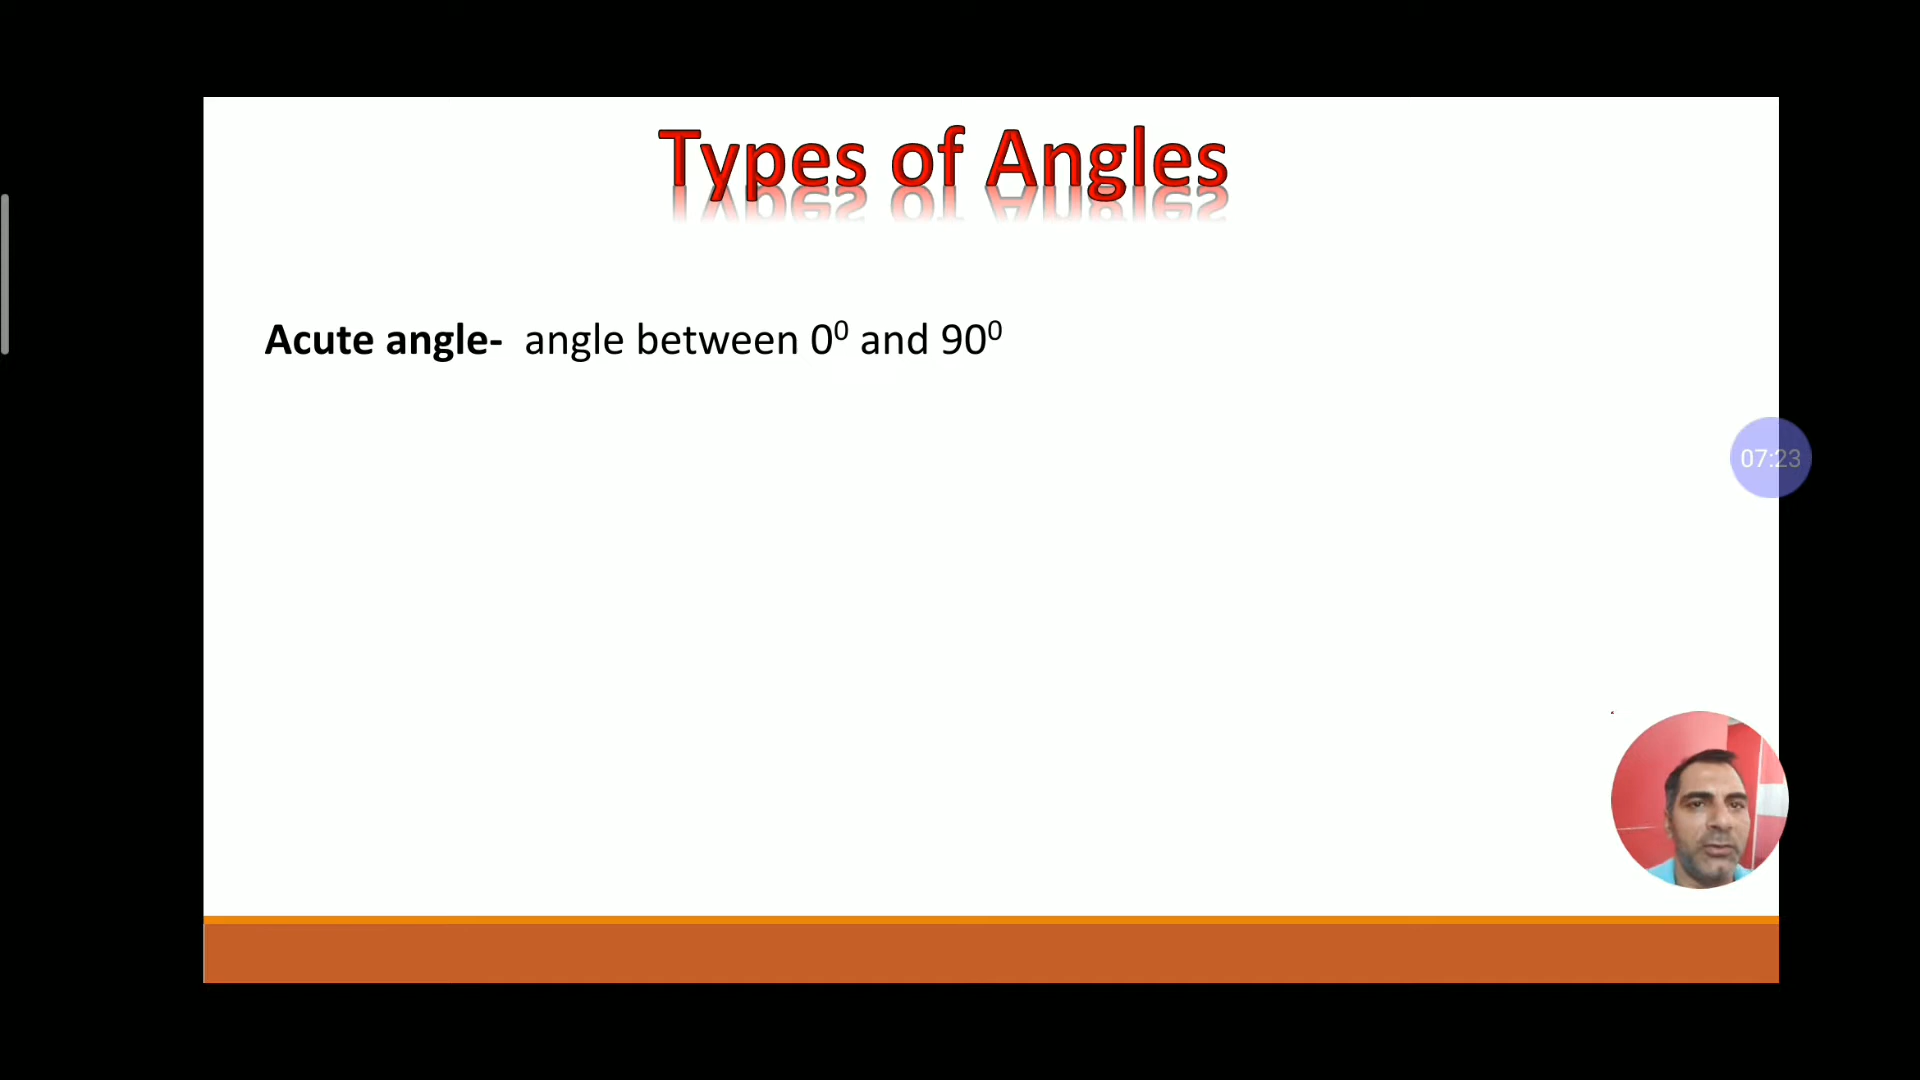 Types of Angles
Acute angle- angle between 0⁰ and 90⁰
07:23